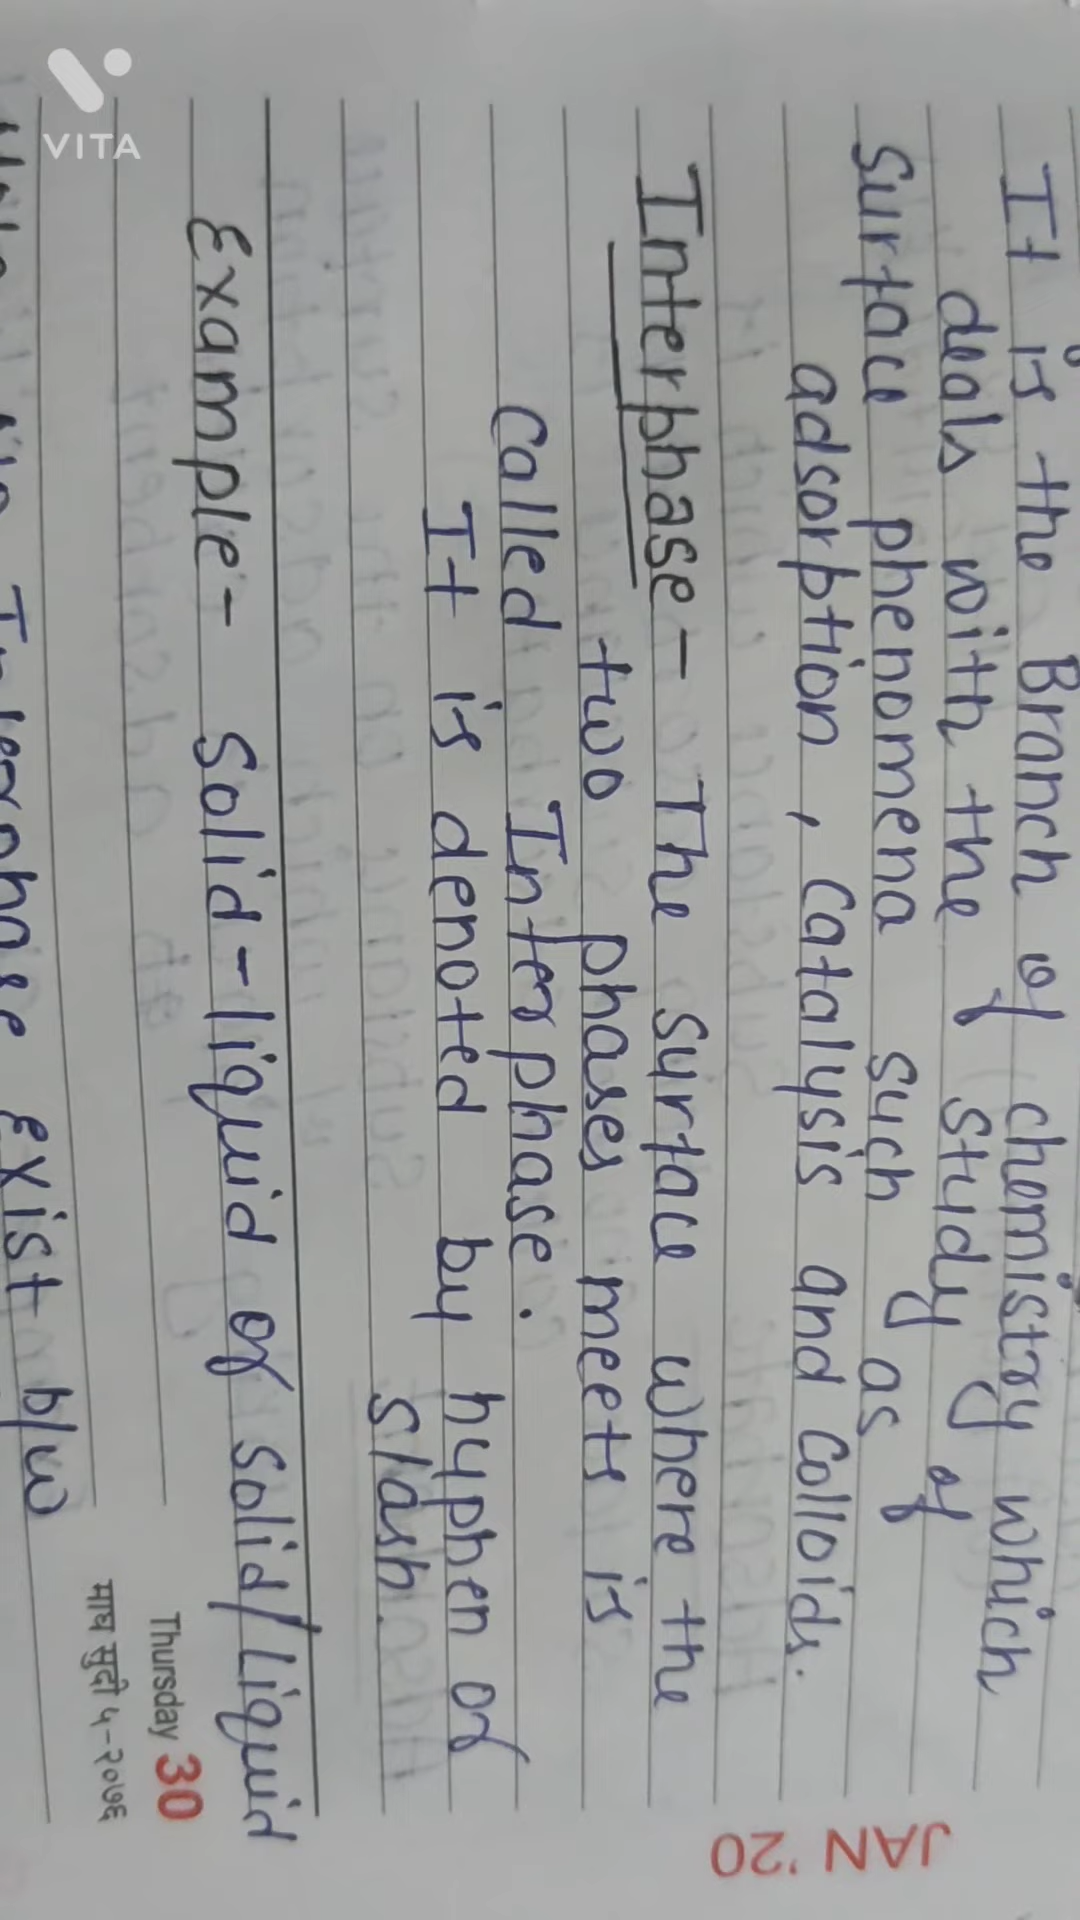 It is the Branch of chemistry which
deals with the study of
surface phenomena such as
adsorption, Catalysis and colloids.
Interphase - The surface where the
two phases meets is
called Interphase.
It is denoted by hyphen or
slash.
Example- Solid-liquid or Solid/Liquid
Interphase Exist b/w
JAN '20
Thursday 30
माघ सुदी ५-२०७६
VITA